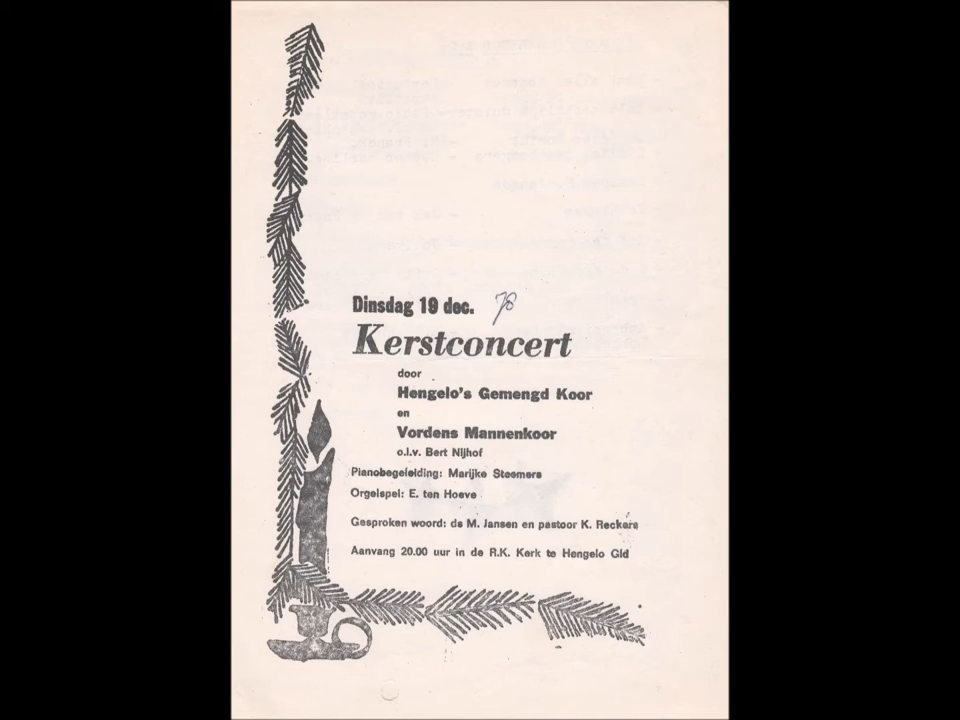 Dinsdag 19 dec. 78
Kerstconcert
door
Hengelo's Gemengd Koor
en
Vordens Mannenkoor
o.l.v. Bert Nijhof
Pianobegeleiding: Marijke Steemers
Orgelspel: E. ten Hoeve
Gesproken woord: ds M. Jansen en pastoor K. Reckers
Aanvang 20.00 uur in de R.K. Kerk te Hengelo Gld